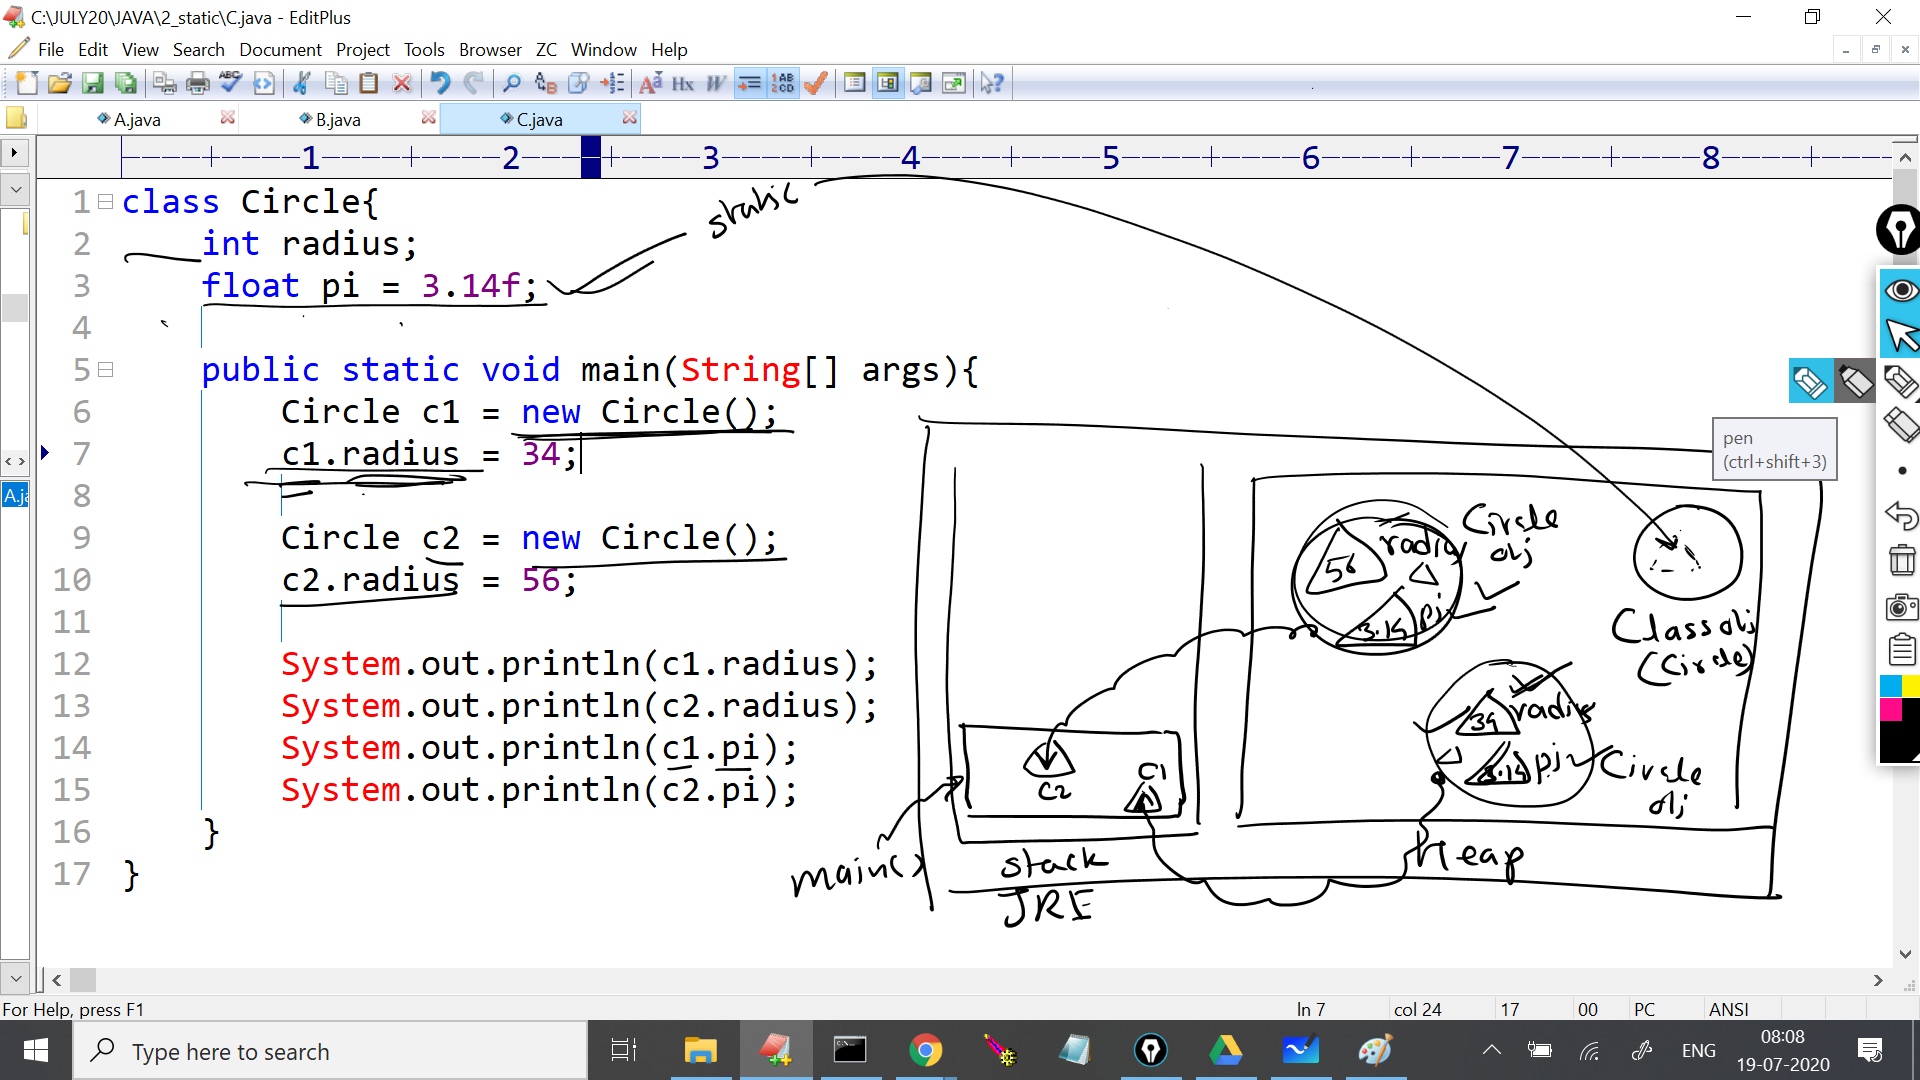 C:\JULY20\JAVA\2_static\C.java - EditPlus
File Edit View Search Document Project Tools Browser ZC Window Help
A.java B.java C.java
1 2 3 4 5 6 7 8
1 class Circle{
2 int radius;
3 float pi = 3.14f;
4
5 public static void main(String[] args){
6 Circle c1 = new Circle();
7 c1.radius = 34;
8
9 Circle c2 = new Circle();
10 c2.radius = 56;
11
12 System.out.println(c1.radius);
13 System.out.println(c2.radius);
14 System.out.println(c1.pi);
15 System.out.println(c2.pi);
16 }
17 }
static
pen
(ctrl+shift+3)
56 radius
pi
Circle
obj
Class obj
(Circle)
radius
pi
Circle
obj
C2
C1
main()
stack
JRE
Heap
A.ja
For Help, press F1
ln 7 col 24 17 00 PC ANSI
Type here to search
ENG
08:08
19-07-2020